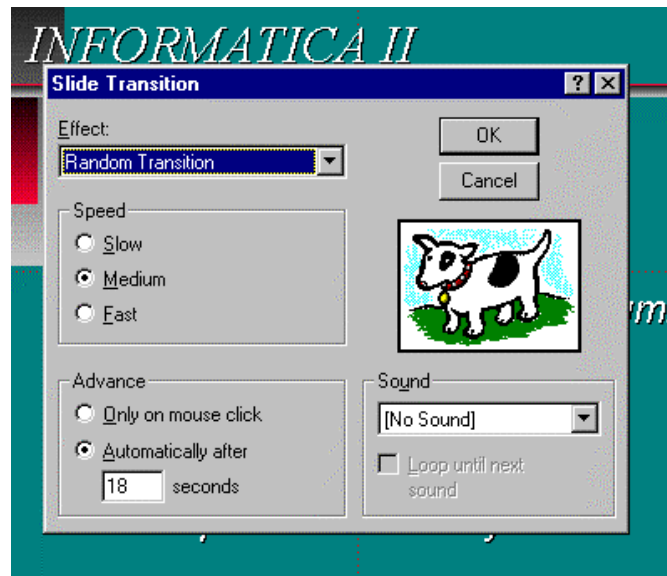 INFORMATICA II
Slide Transition
Effect:
Random Transition
OK
Cancel
Speed
Slow
Medium
Fast
m
Advance
Only on mouse click
Automatically after
18 seconds
Sound
[No Sound]
Loop until next
sound